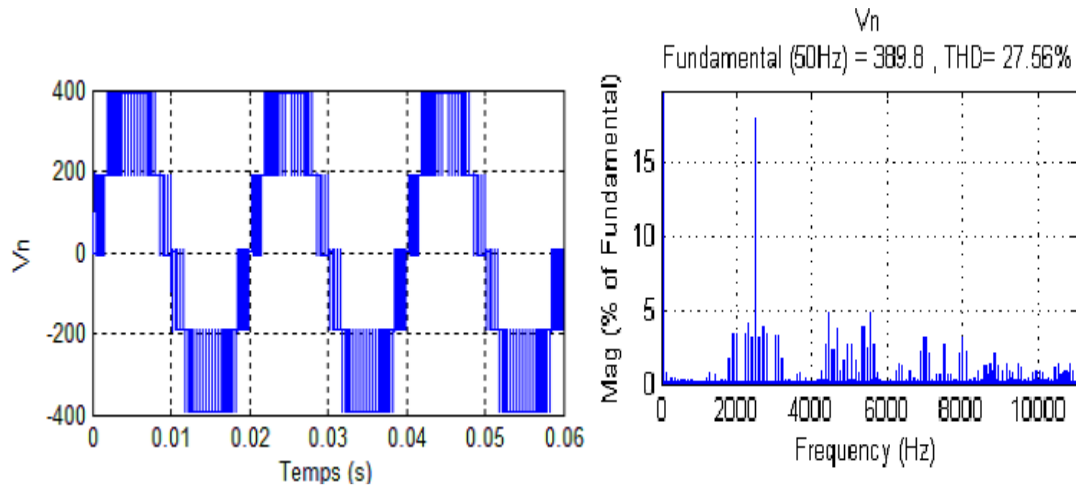 Vn
Fundamental (50Hz) = 389.8 , THD= 27.56%
400
200
0
-200
-400
Vn
0 0.01 0.02 0.03 0.04 0.05 0.06
Temps (s)
15
10
5
0
Mag (% of Fundamental)
0 2000 4000 6000 8000 10000
Frequency (Hz)